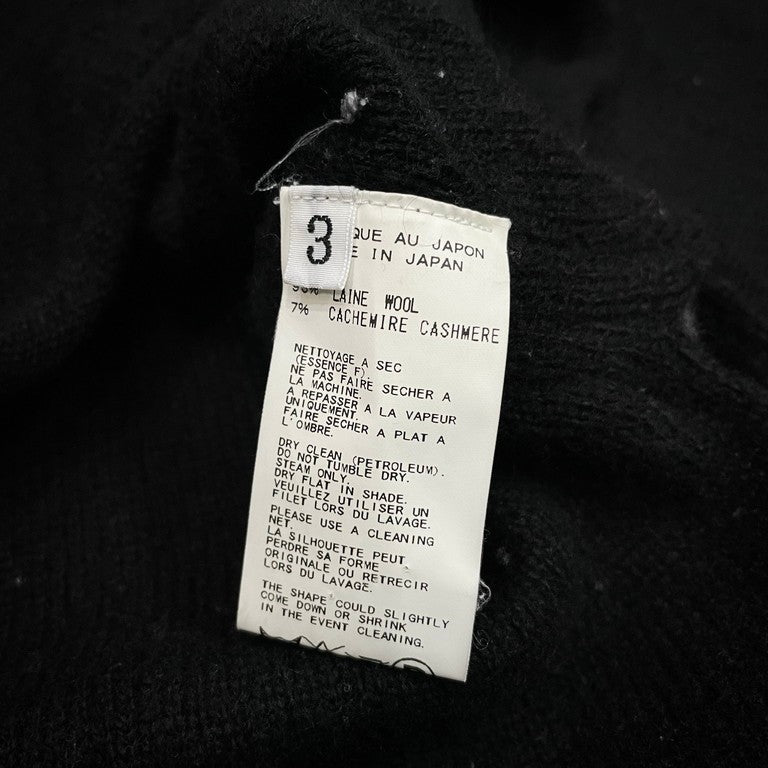 3
QUE AU JAPON
E IN JAPAN
93% LAINE WOOL
7% CACHEMIRE CASHMERE
NETTOYAGE A SEC
(ESSENCE F).
NE PAS FAIRE SECHER A
LA MACHINE.
A REPASSER A LA VAPEUR
UNIQUEMENT.
FAIRE SECHER A PLAT A
L'OMBRE.
DRY CLEAN (PETROLEUM).
DO NOT TUMBLE DRY.
STEAM ONLY.
DRY FLAT IN SHADE.
VEUILLEZ UTILISER UN
FILET LORS DU LAVAGE.
PLEASE USE A CLEANING
NET.
LA SILHOUETTE PEUT
PERDRE SA FORME
ORIGINALE OU RETRECIR
LORS DU LAVAGE.
THE SHAPE COULD SLIGHTLY
COME DOWN OR SHRINK
IN THE EVENT CLEANING.